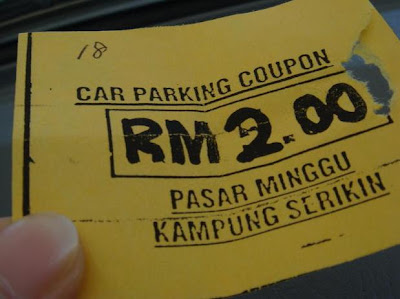 18
CAR PARKING COUPON
RM 2.00
PASAR MINGGU
KAMPUNG SERIKIN